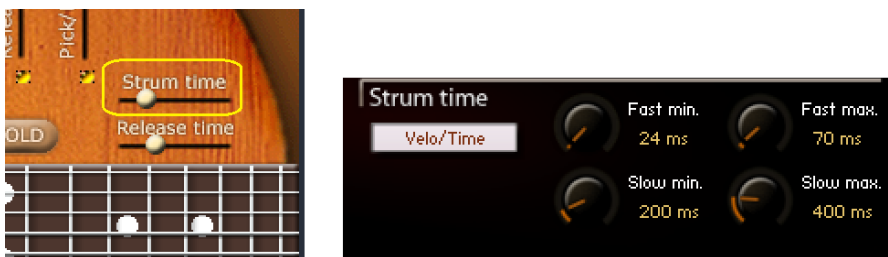 Pick/
Strum time
Release time
OLD
Strum time
Velo/Time
Fast min.
24 ms
Fast max.
70 ms
Slow min.
200 ms
Slow max.
400 ms